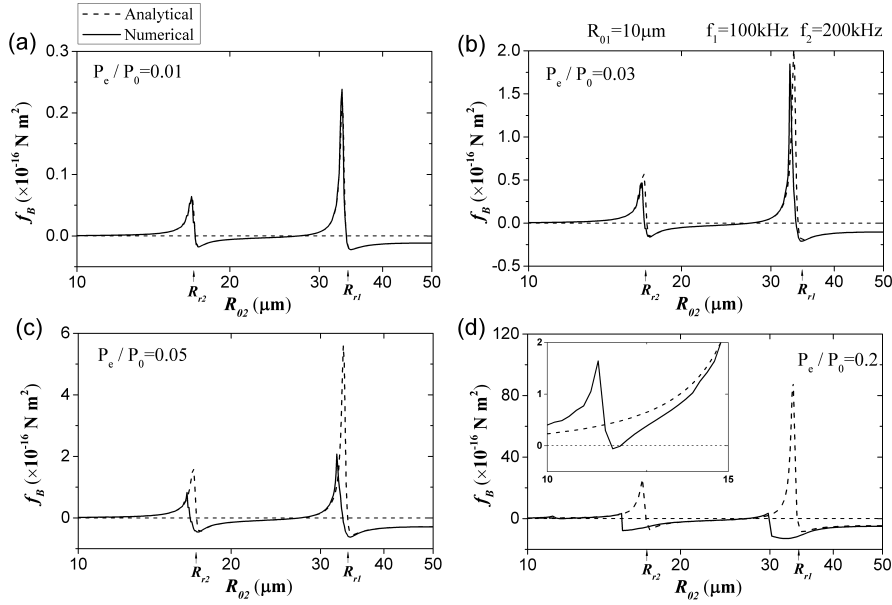 Analytical
Numerical
R01=10μm f1=100kHz f2=200kHz
(a)
Pe / P0=0.01
0.3
0.2
0.1
0.0
fB (×10-16 N m2)
10 20 30 40 50
Rr2 Rr1
R02 (μm)
(b)
Pe / P0=0.03
2.0
1.5
1.0
0.5
0.0
-0.5
fB (×10-16 N m2)
10 20 30 40 50
Rr2 Rr1
R02 (μm)
(c)
Pe / P0=0.05
6
4
2
0
fB (×10-16 N m2)
10 20 30 40 50
Rr2 Rr1
R02 (μm)
(d)
Pe / P0=0.2
120
80
60
40
20
0
fB (×10-16 N m2)
2
1
0
10 15
10 20 30 40 50
Rr2 Rr1
R02 (μm)